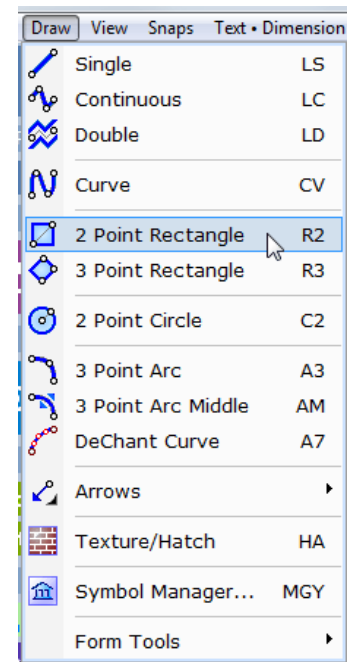 Draw View Snaps Text • Dimension
Single LS
Continuous LC
Double LD
Curve CV
2 Point Rectangle R2
3 Point Rectangle R3
2 Point Circle C2
3 Point Arc A3
3 Point Arc Middle AM
DeChant Curve A7
Arrows
Texture/Hatch HA
Symbol Manager... MGY
Form Tools